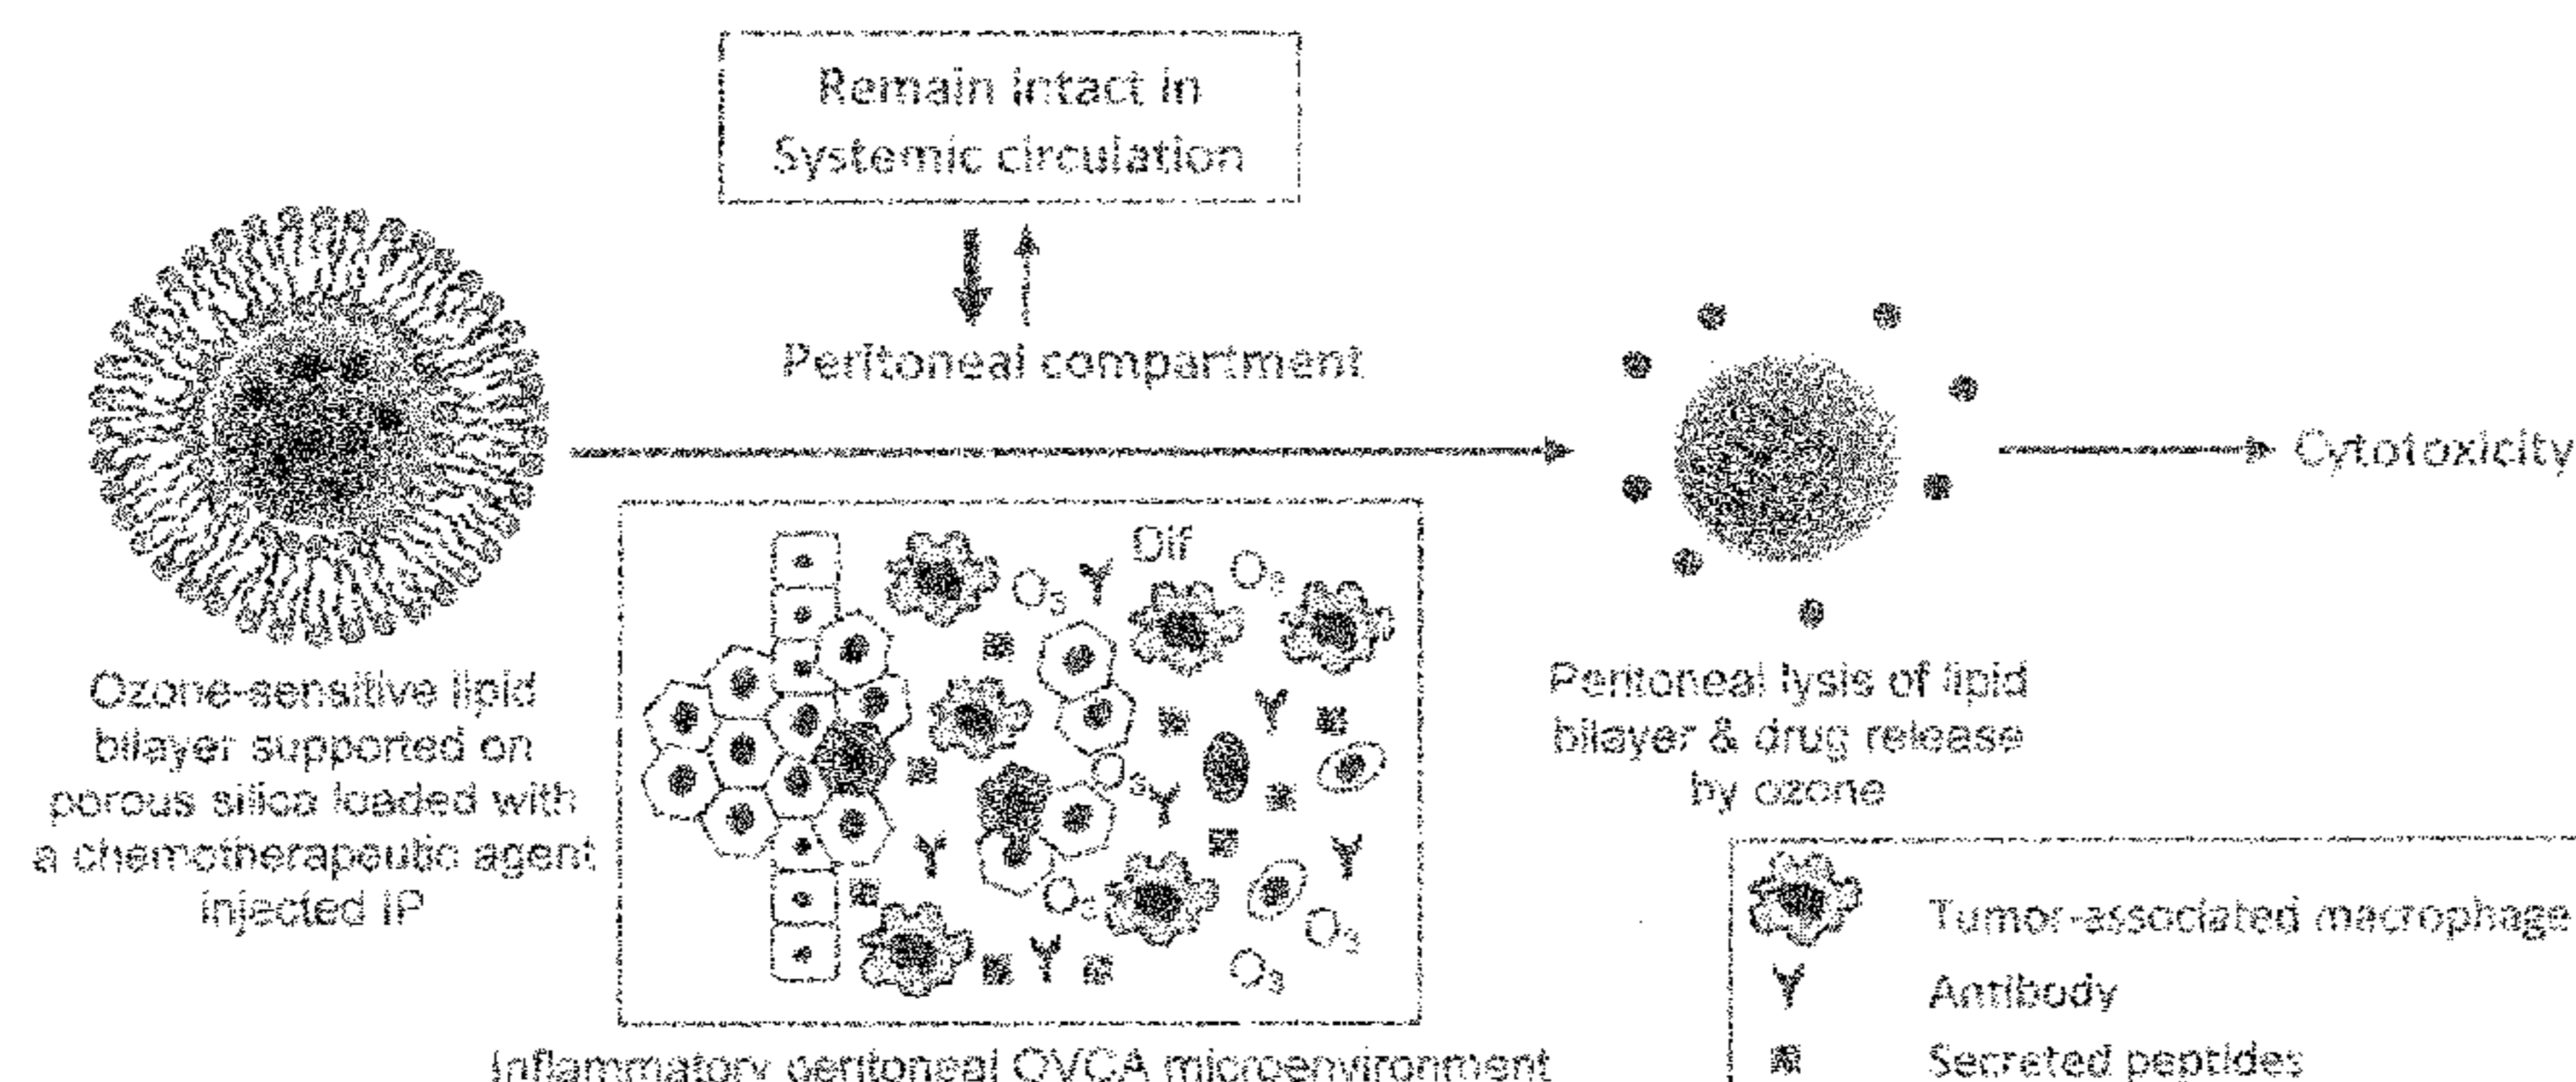 Remain intact in
Systemic circulation
Peritoneal compartment
Cytotoxicity
Ozone-sensitive lipid
bilayer supported on
porous silica loaded with
a chemotherapeutic agent
injected IP
Dif
O3
O3
O3
O3
O3
O3
Peritoneal lysis of lipid
bilayer & drug release
by ozone
Inflammatory peritoneal OVCA microenvironment
Tumor-associated macrophage
Antibody
Secreted peptides